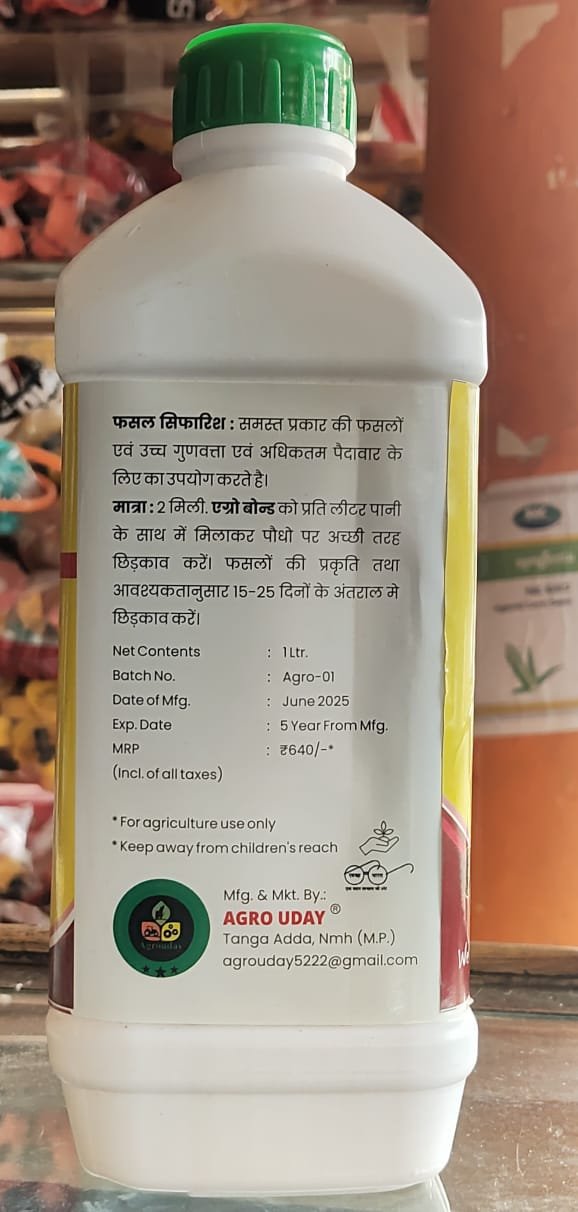 फसल सिफारिश : समस्त प्रकार की फसलों
एवं उच्च गुणवत्ता एवं अधिकतम पैदावार के
लिए का उपयोग करते है।
मात्रा : 2 मिली. एग्रो बोन्ड को प्रति लीटर पानी
के साथ में मिलाकर पौधो पर अच्छी तरह
छिड़काव करें। फसलों की प्रकृति तथा
आवश्यकतानुसार 15-25 दिनों के अंतराल मे
छिड़काव करें।
Net Contents : 1 Ltr.
Batch No. : Agro-01
Date of Mfg. : June 2025
Exp. Date : 5 Year From Mfg.
MRP : ₹640/-*
(Incl. of all taxes)
* For agriculture use only
* Keep away from children's reach
Mfg. & Mkt. By.:
AGRO UDAY ®
Tanga Adda, Nmh (M.P.)
agrouday5222@gmail.com
Agrouday